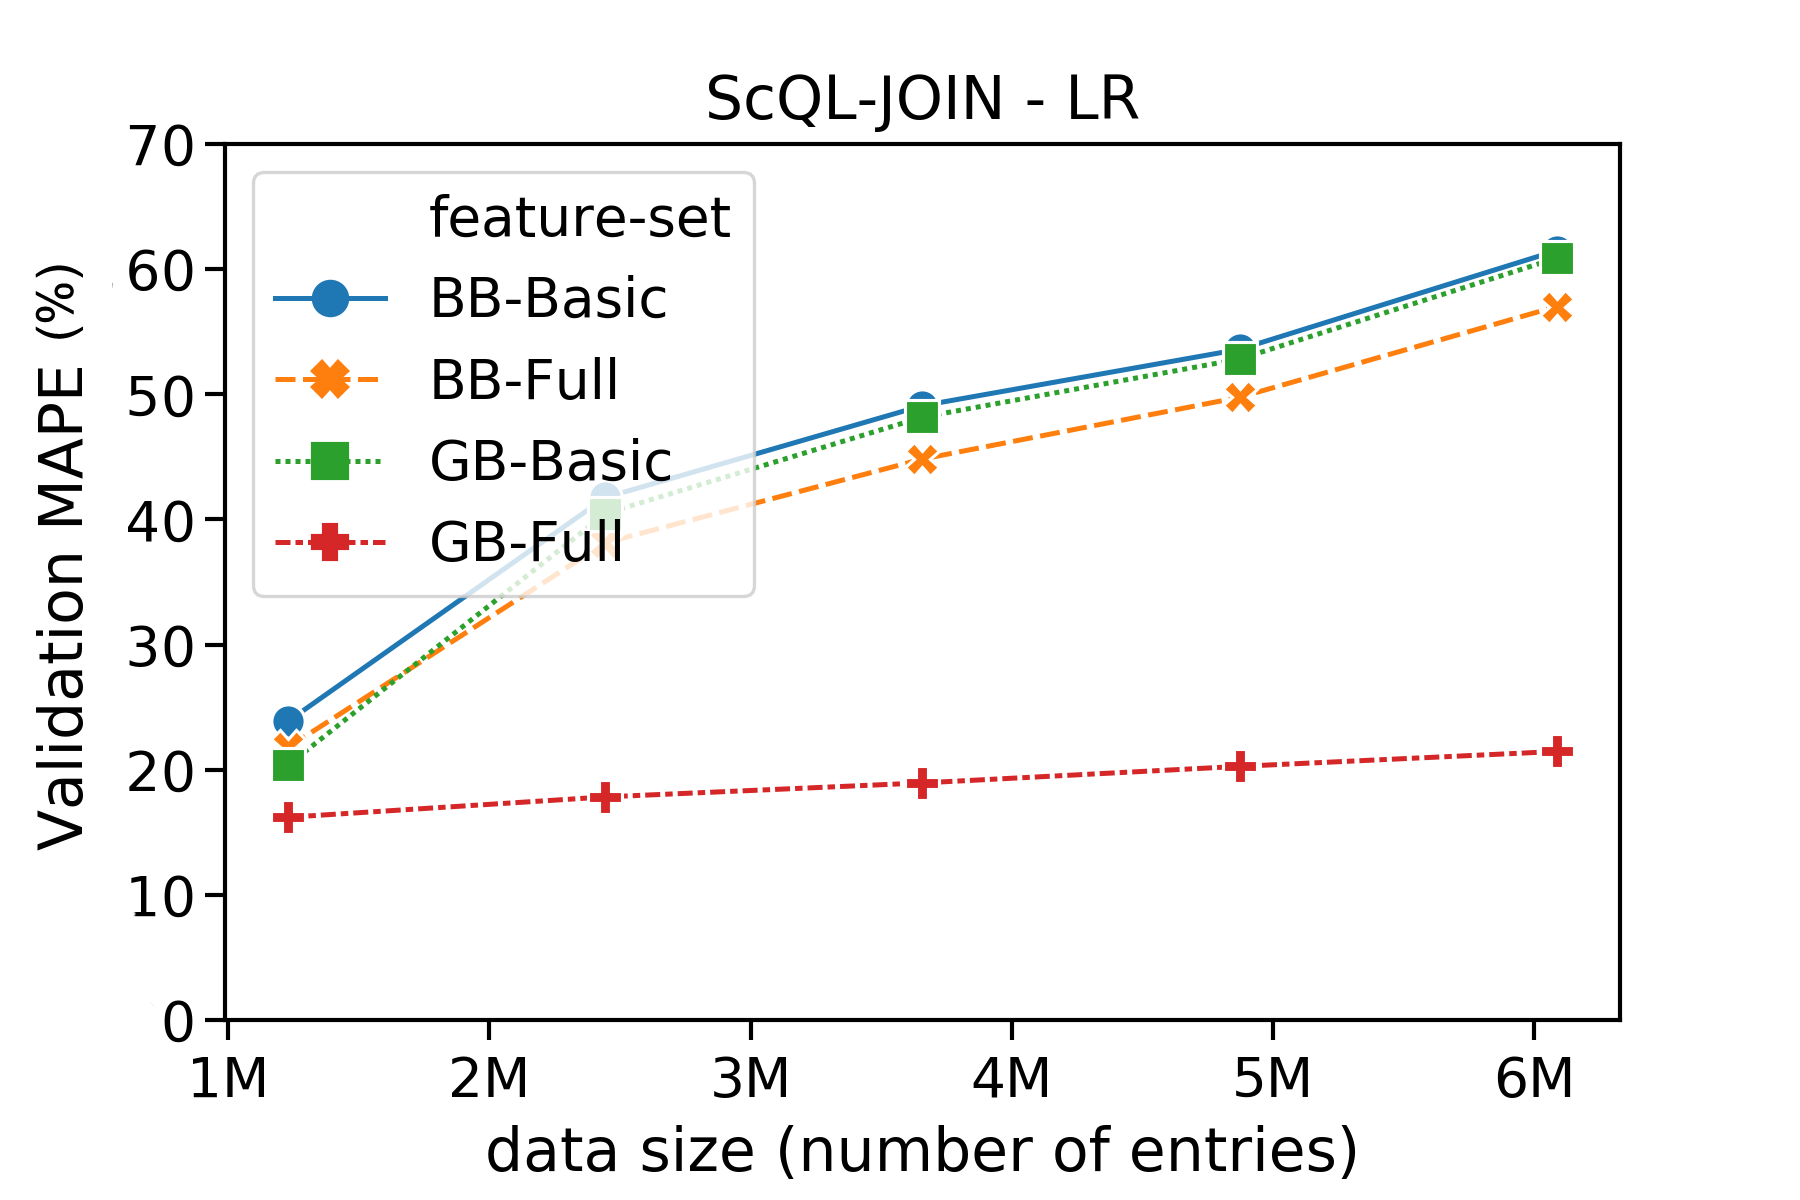 ScQL-JOIN - LR
Validation MAPE (%)
70
60
50
40
30
20
10
0
feature-set
BB-Basic
BB-Full
GB-Basic
GB-Full
1M 2M 3M 4M 5M 6M
data size (number of entries)